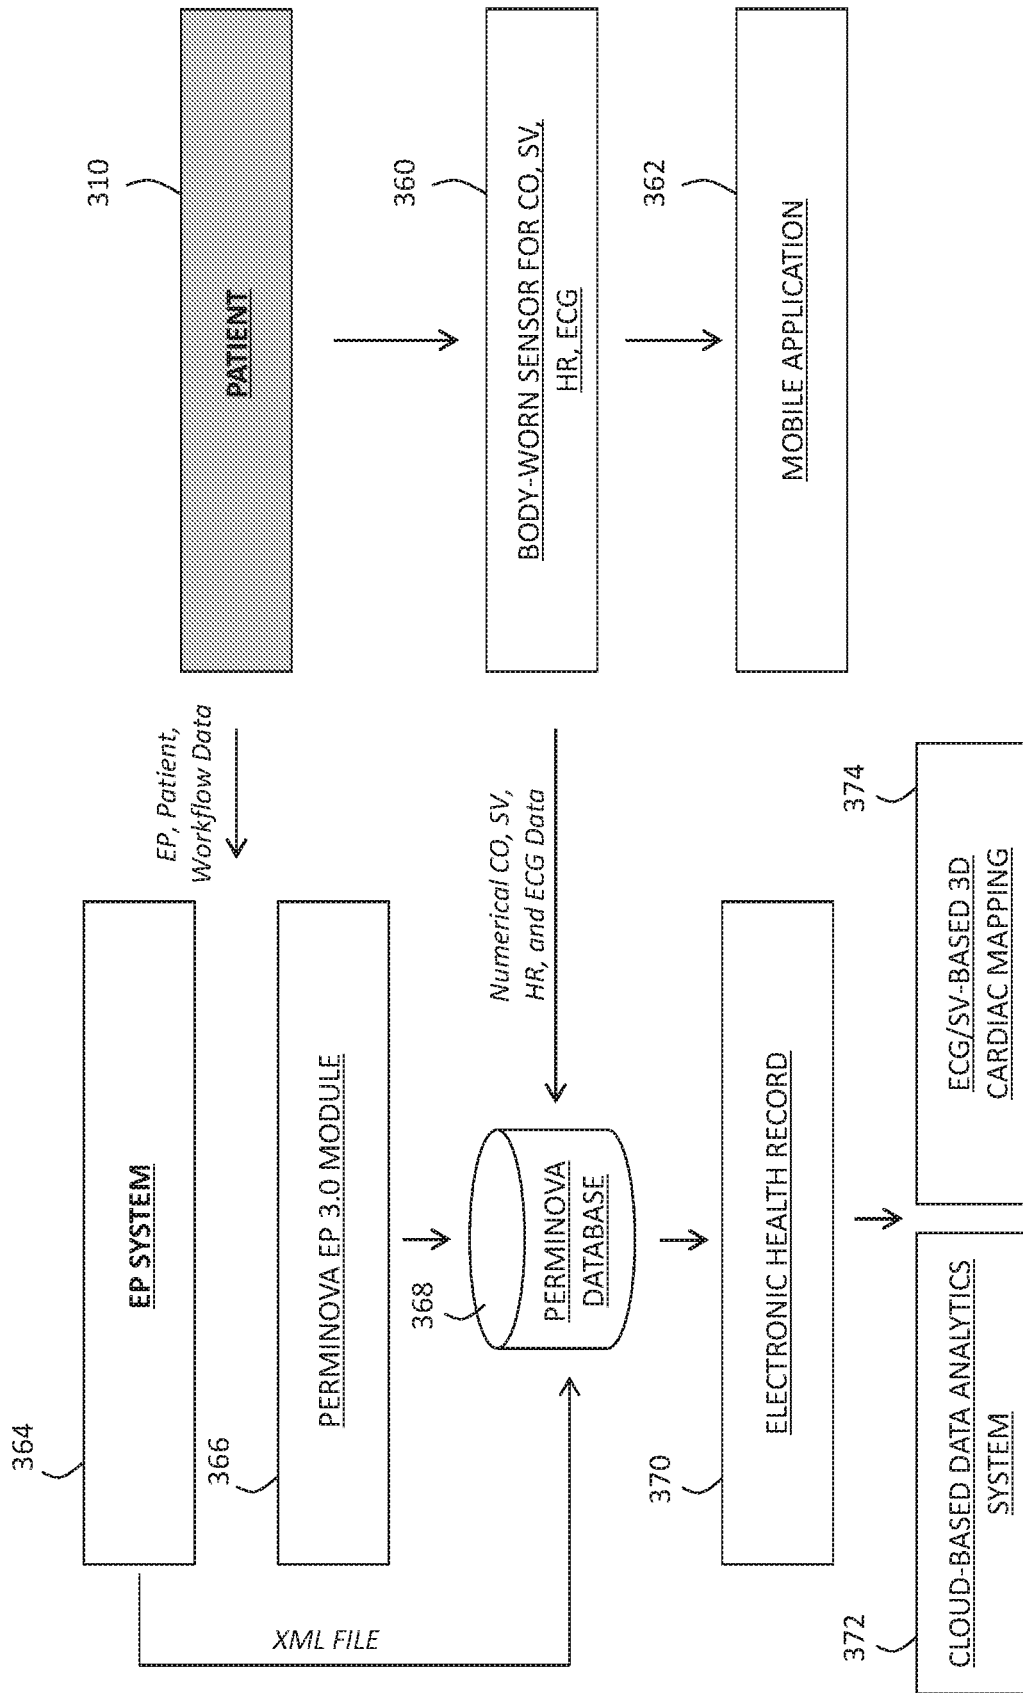 364
EP SYSTEM
366
PERMINOVA EP 3.0 MODULE
XML FILE
368
PERMINOVA
DATABASE
370
ELECTRONIC HEALTH RECORD
372
CLOUD-BASED DATA ANALYTICS
SYSTEM
374
ECG/SV-BASED 3D
CARDIAC MAPPING
EP, Patient,
Workflow Data
Numerical CO, SV,
HR, and ECG Data
310
PATIENT
360
BODY-WORN SENSOR FOR CO, SV,
HR, ECG
362
MOBILE APPLICATION